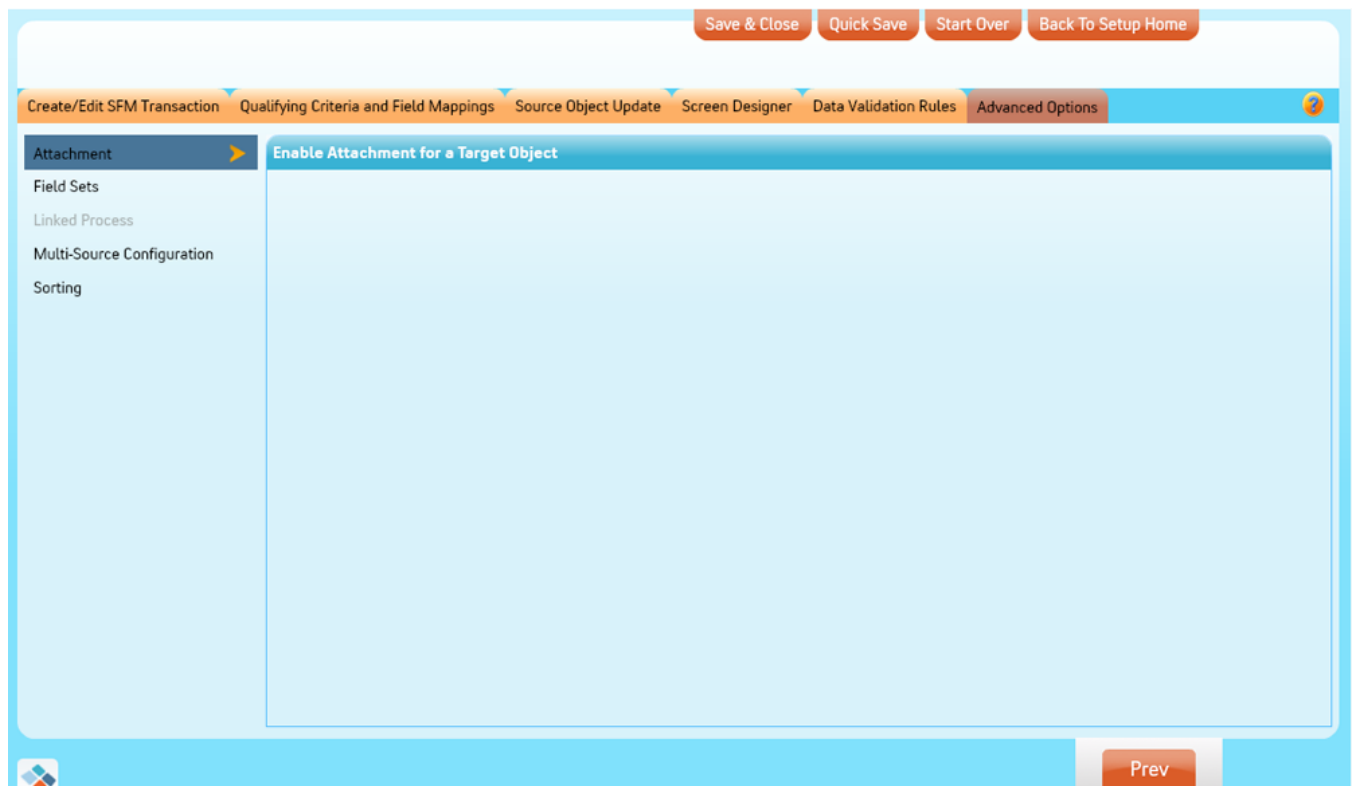 Save & Close Quick Save Start Over Back To Setup Home
Create/Edit SFM Transaction Qualifying Criteria and Field Mappings Source Object Update Screen Designer Data Validation Rules Advanced Options ?
Attachment
Enable Attachment for a Target Object
Field Sets
Linked Process
Multi-Source Configuration
Sorting
Prev